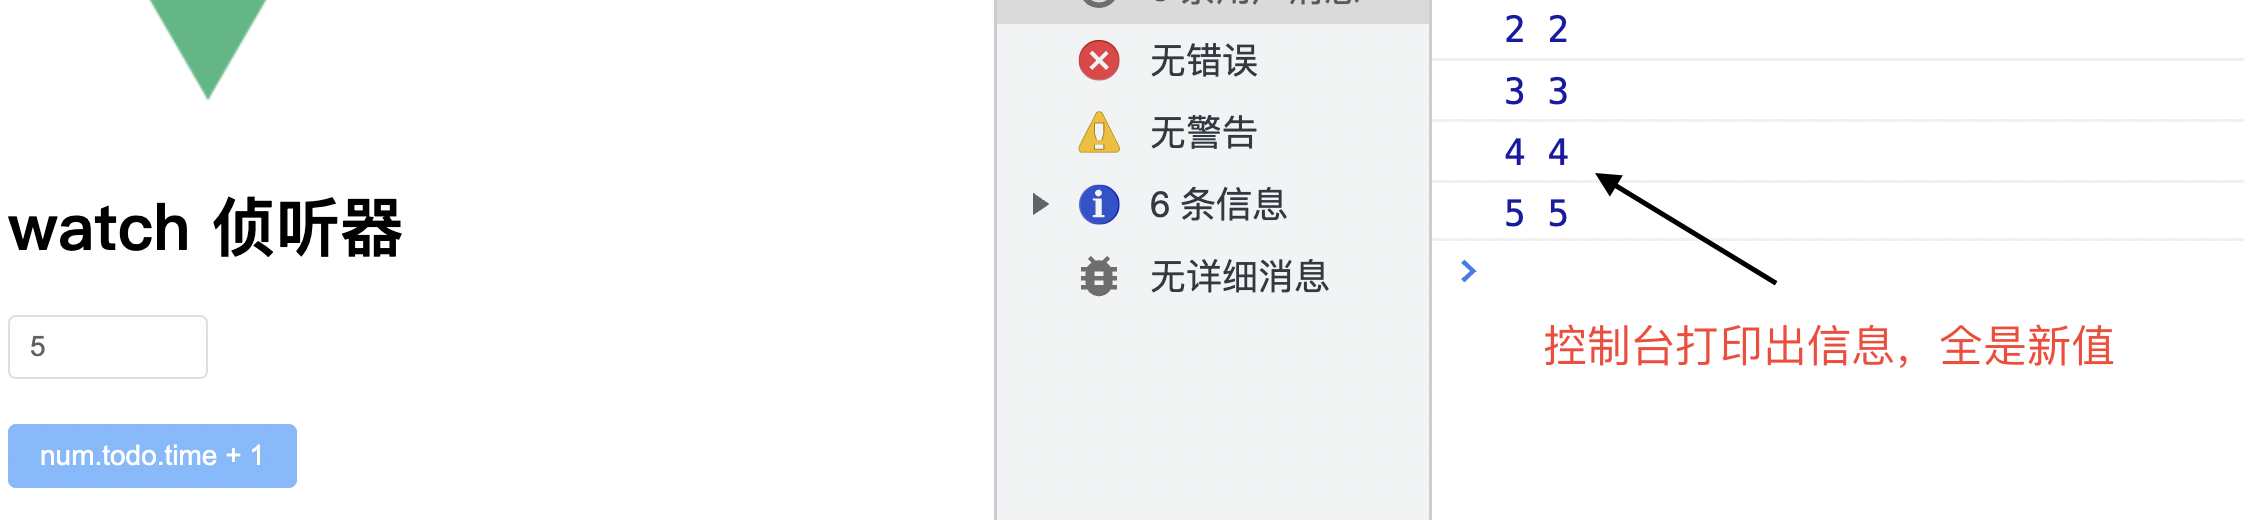 watch 侦听器
5
num.todo.time + 1
无错误
无警告
6 条信息
无详细消息
2 2
3 3
4 4
5 5
控制台打印出信息，全是新值